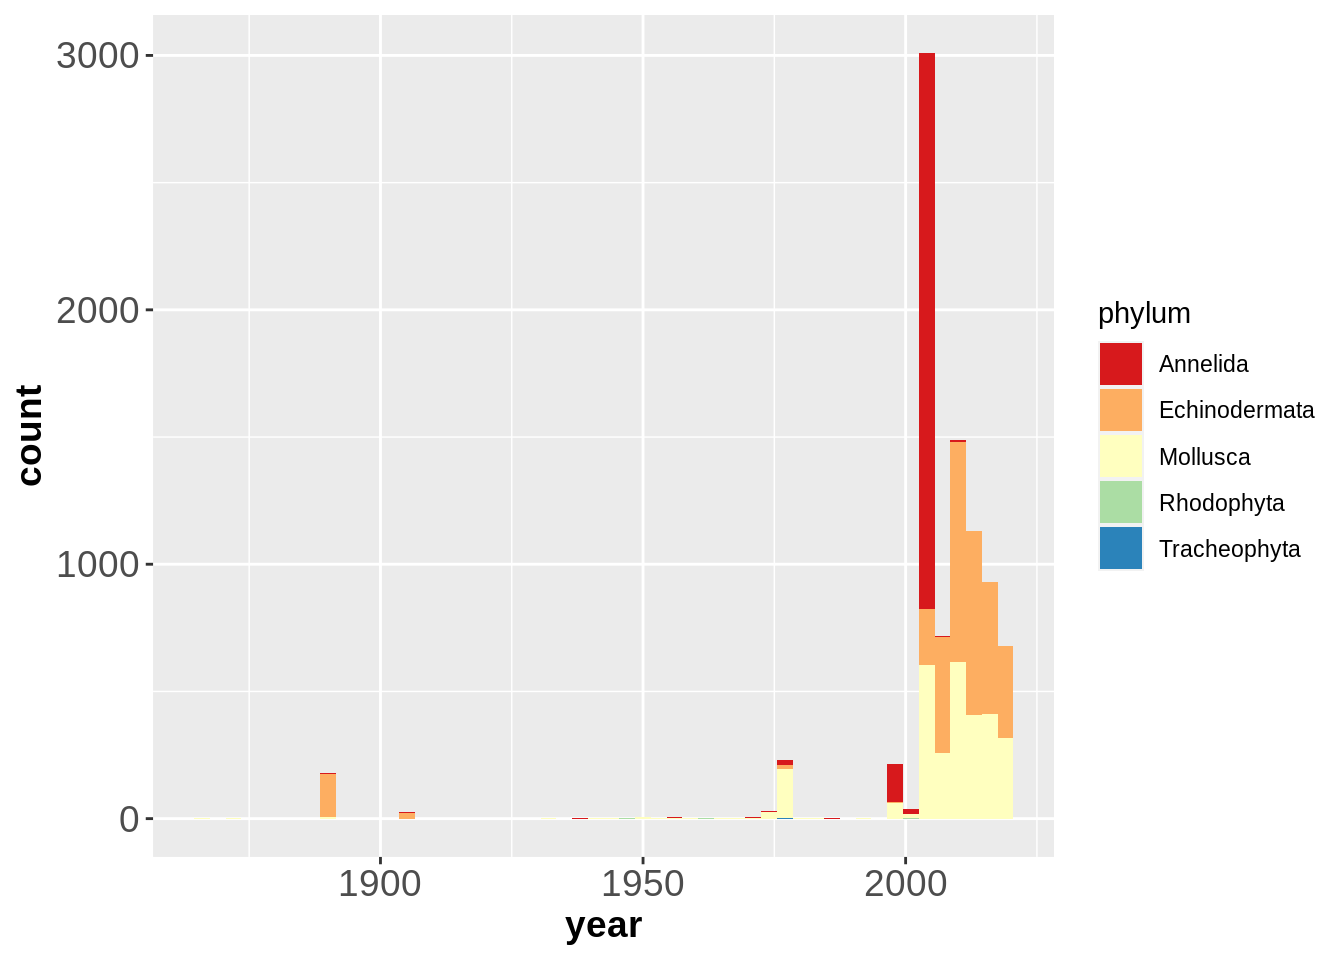 3000
2000
1000
0
count
1900 1950 2000
year
phylum
Annelida
Echinodermata
Mollusca
Rhodophyta
Tracheophyta